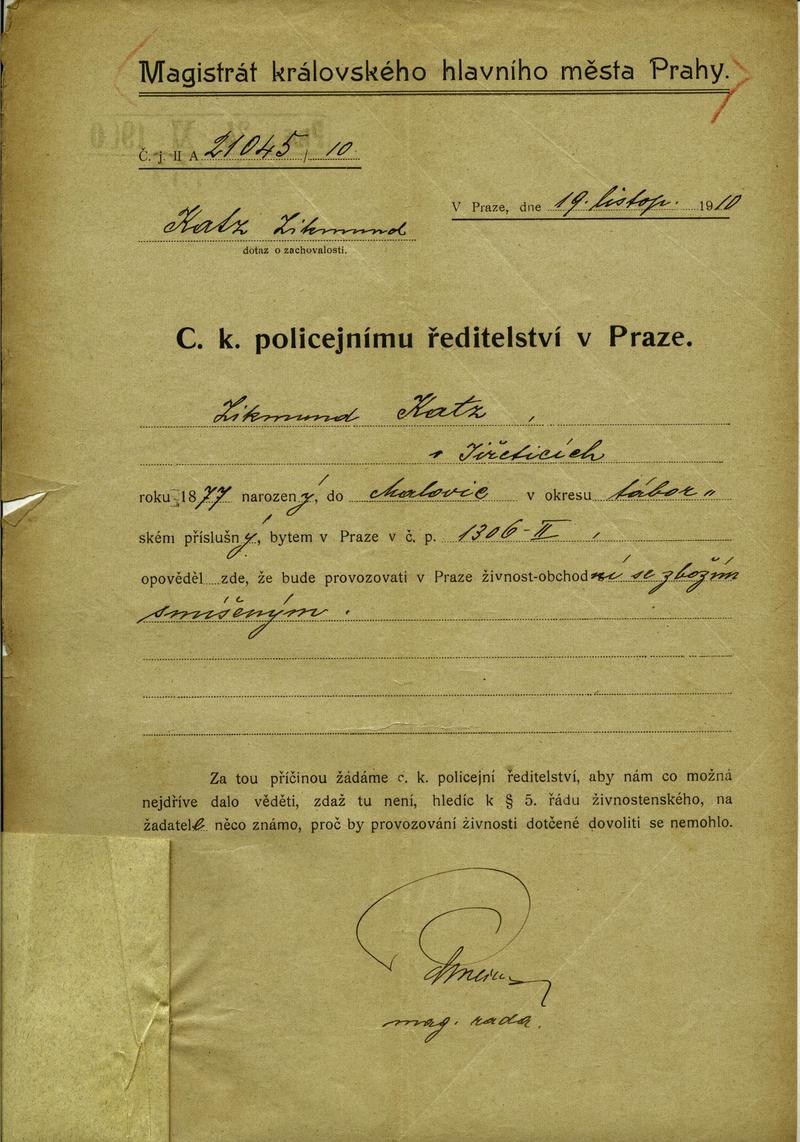 Magistrát královského hlavního města Prahy.
Č. j. II A 21045/10
V Praze, dne 19. listop. 1910
Katz Zikmund
dotaz o zachovalosti.
C. k. policejnímu ředitelství v Praze.
Zikmund Katz,
v Jiřeticích
roku 1877 narozený, do Malovic v okresu tábor„
ském příslušný, bytem v Praze v č. p. 1306-II,
opověděl zde, že bude provozovati v Praze živnost-obchodní se zbožím
smíšeným.
Za tou příčinou žádáme c. k. policejní ředitelství, aby nám co možná
nejdříve dalo věděti, zdaž tu není, hledíc k § 5. řádu živnostenského, na
žadatele něco známo, proč by provozování živnosti dotčené dovoliti se nemohlo.
mag. rada.